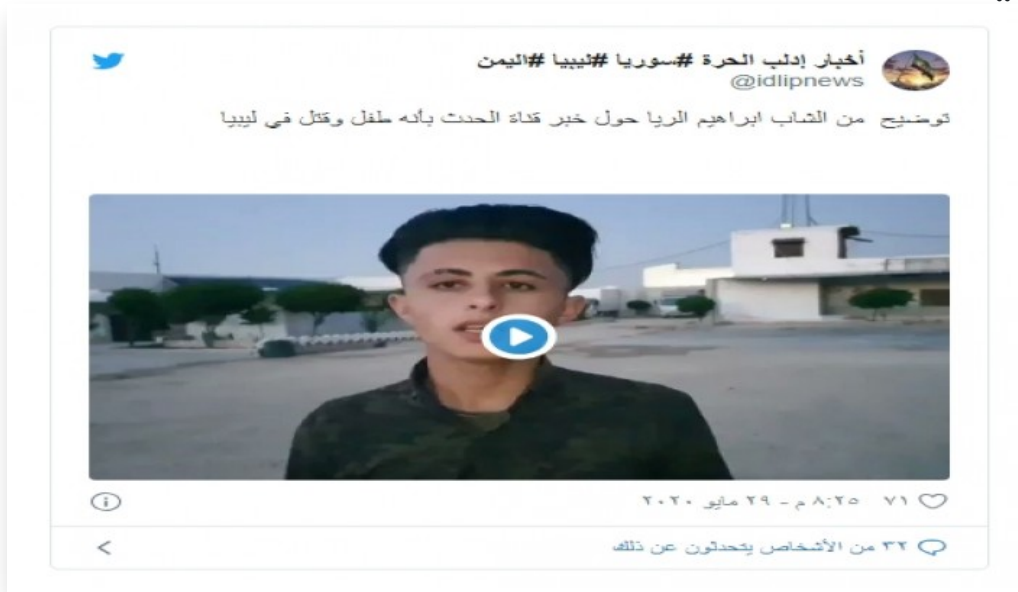 أخبار إدلب الحرة #سوريا #ليبيا #اليمن
@idlipnews
توضيح من الشاب ابراهيم الريا حول خبر قناة الحدث بأنه طفل وقتل في ليبيا
٧١ ٨:٢٥ م - ٢٩ مايو ٢٠٢٠
٣٢ من الأشخاص يتحدثون عن ذلك